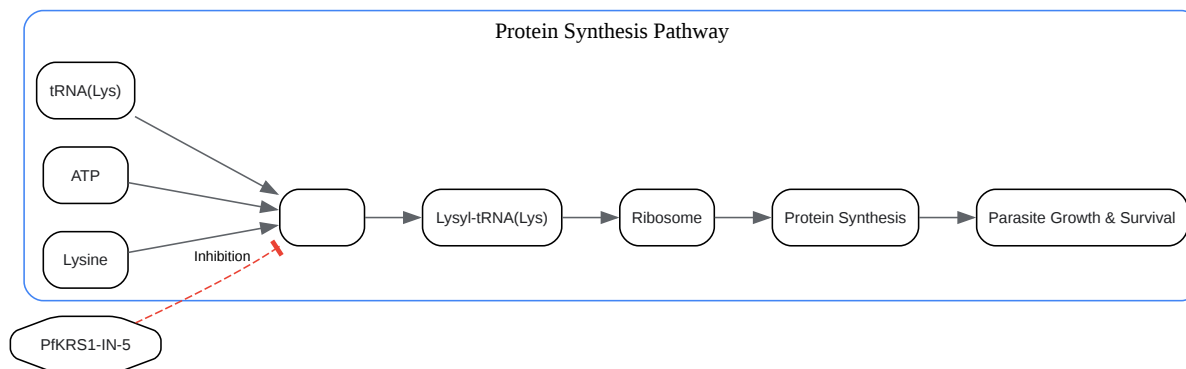 Protein Synthesis Pathway
tRNA(Lys)
ATP
Lysine
Inhibition
Lysyl-tRNA(Lys)
Ribosome
Protein Synthesis
Parasite Growth & Survival
PfKRS1-IN-5